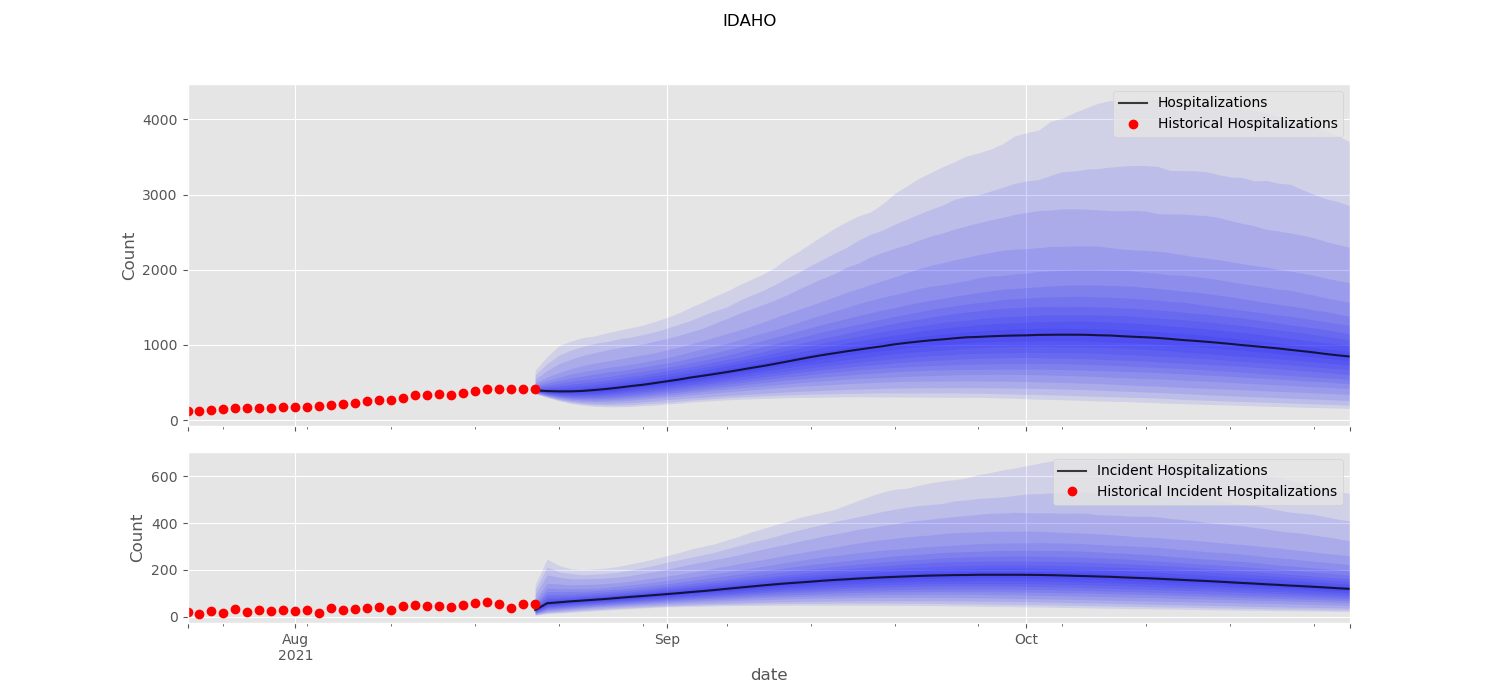 IDAHO
Hospitalizations
Historical Hospitalizations
4000
3000
2000
1000
0
Count
Incident Hospitalizations
Historical Incident Hospitalizations
600
400
200
0
Count
Aug
2021
Sep
Oct
date